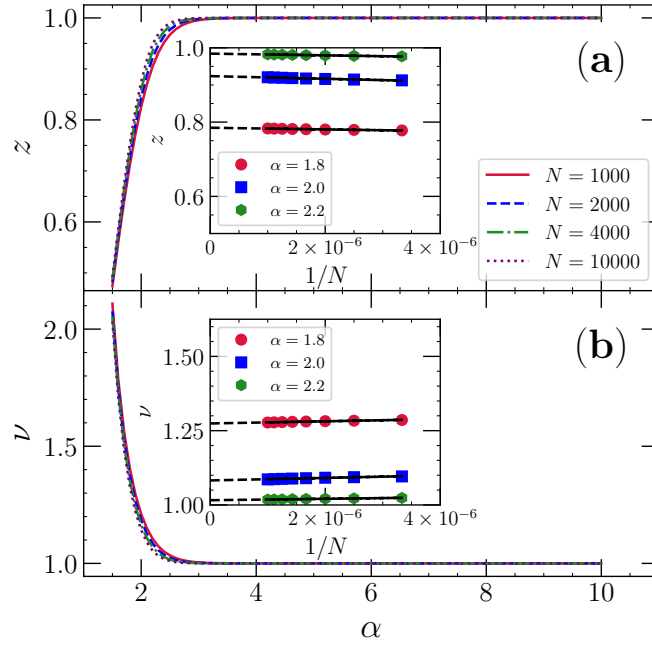 1.0
0.8
0.6
z
(a)
0.8
0.6
z
α = 1.8
α = 2.0
α = 2.2
0
2 × 10⁻⁶
4 × 10⁻⁶
1/N
N = 1000
N = 2000
N = 4000
N = 10000
2.0
1.5
1.0
ν
(b)
1.50
1.25
1.00
ν
α = 1.8
α = 2.0
α = 2.2
0
2 × 10⁻⁶
4 × 10⁻⁶
1/N
2
4
6
8
10
α